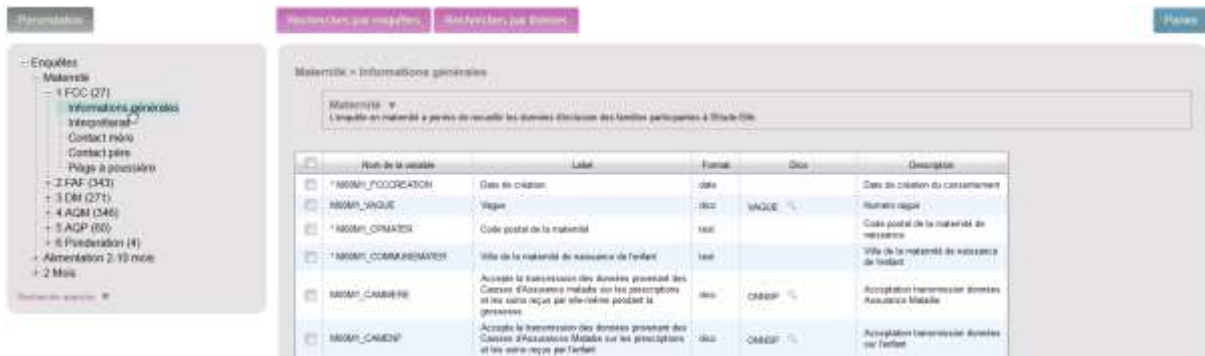 Présentation
Recherches par enquêtes
Recherches par thèmes
Panier
Enquêtes
Maternité
1 FCC (27)
Informations générales
Interprétariat
Contact mère
Contact père
Piège à poussière
2 FAF (343)
3 DM (271)
4 AQM (346)
5 AQP (60)
6 Ponderation (4)
Alimentation 2-10 mois
2 Mois
Recherche avancée
Maternité > Informations générales
Maternité
L'enquête en maternité a permis de recueillir les données d'inclusion des familles participantes à l'Etude Elfe.
Nom de la variable Label Format Dico Description
* M00M1_FCCCREATION Date de création date Date de création du consentement
M00M1_VAGUE Vague dico VAGUE Numéro vague
* M00M1_CPMATER Code postal de la maternité text Code postal de la maternité de
naissance
* M00M1_COMMUNEMATER Ville de la maternité de naissance de l'enfant text Ville de la maternité de naissance
de l'enfant
Accepte la transmission des données provenant des
Caisses d'Assurance maladie sur les prescriptions
et les soins reçus par elle-même pendant la
grossesse.
M00M1_CAMMERE dico Acceptation transmission données
Assurance Maladie
Accepte la transmission des données provenant des
Caisses d'Assurance Maladie sur les prescriptions
et les soins reçus par l'enfant
M00M1_CAMENF dico Acceptation transmission données
sur l'enfant